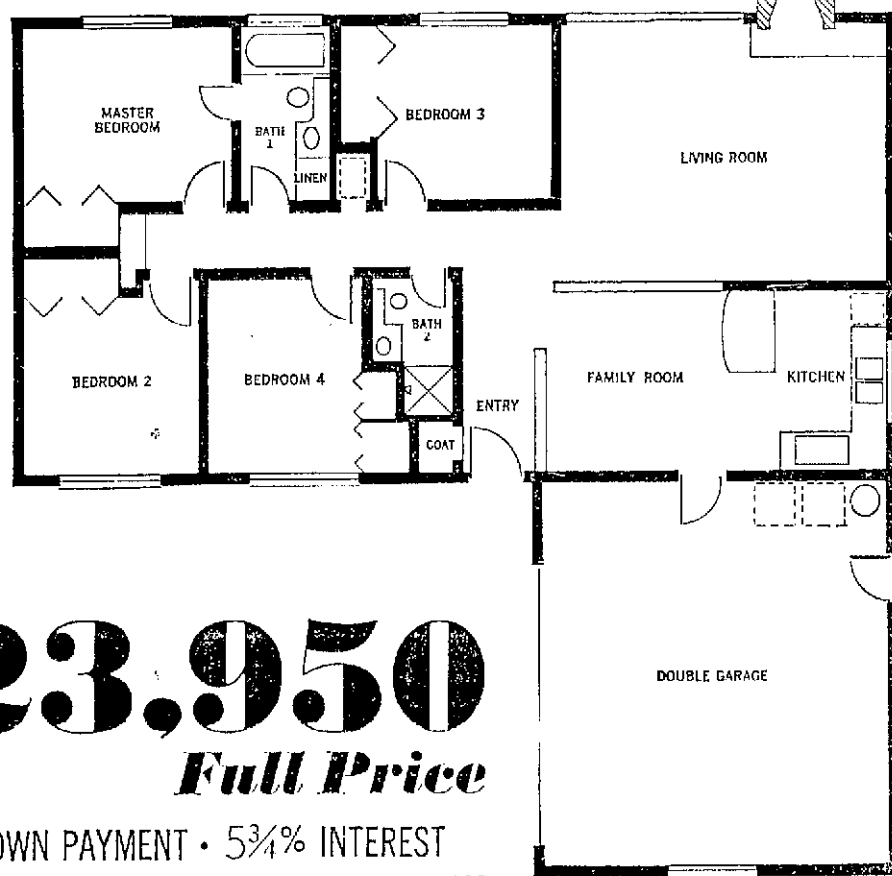 MASTER
BEDROOM
BATH
1
LINEN
BEDROOM 3
LIVING ROOM
BEDROOM 2
BEDROOM 4
BATH
2
ENTRY
COAT
FAMILY ROOM
KITCHEN
DOUBLE GARAGE
23,950
Full Price
OWN PAYMENT · 5¾% INTEREST